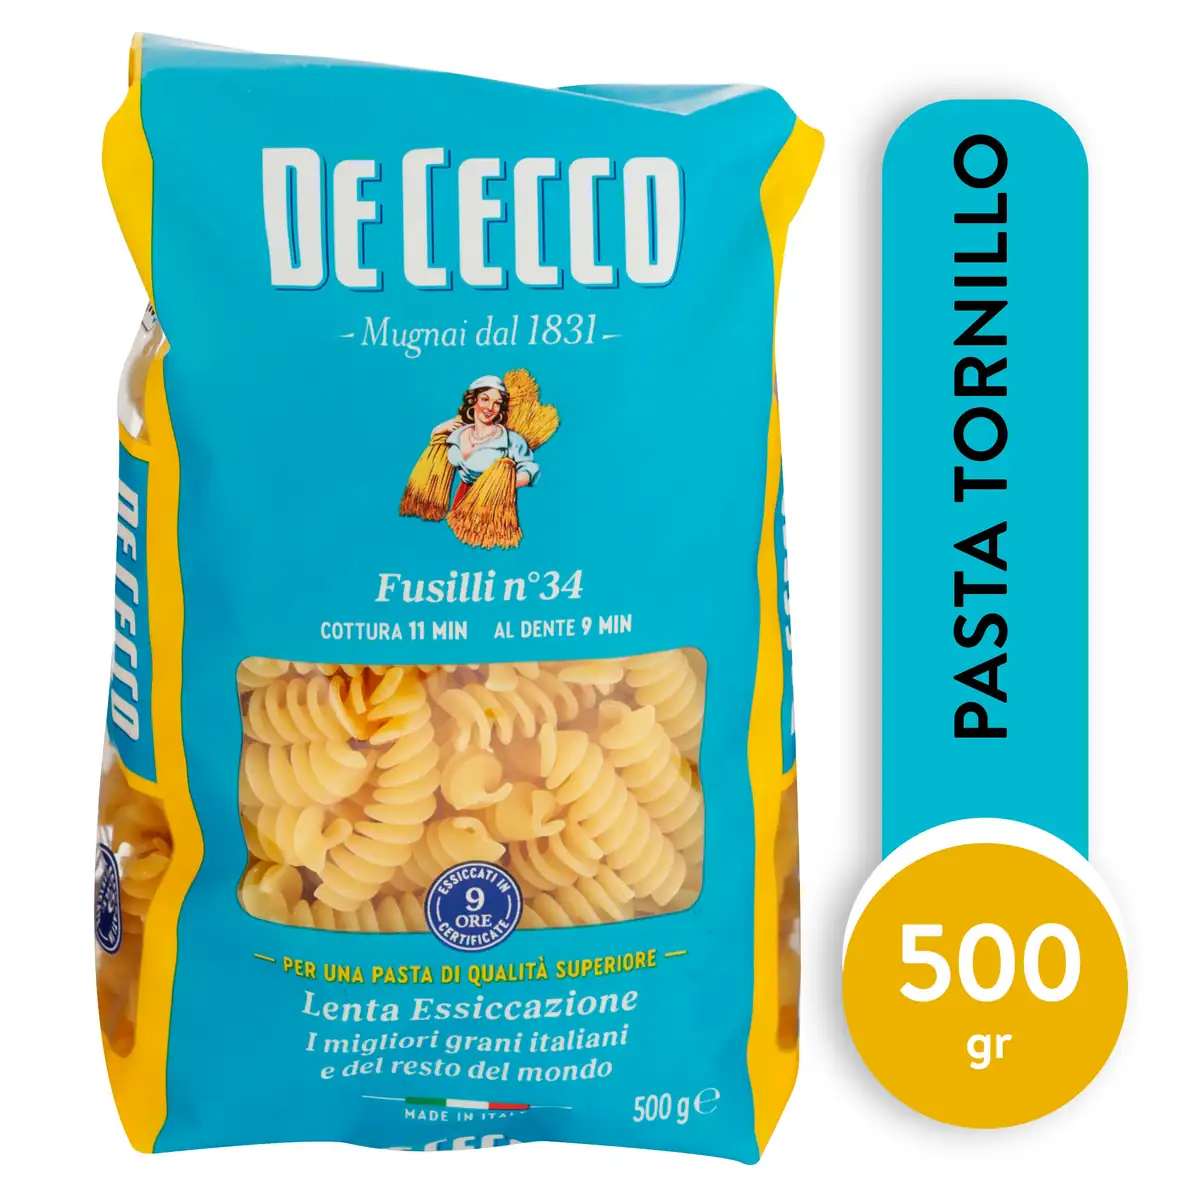 DE CECCO
Mugnai dal 1831
Fusilli n°34
COTTURA 11 MIN AL DENTE 9 MIN
ESSICCATI IN
9
ORE
CERTIFICATE
PER UNA PASTA DI QUALITÀ SUPERIORE
Lenta Essiccazione
I migliori grani italiani
e del resto del mondo
MADE IN
500 g e
DE CECCO
DE CECCO
PASTA TORNILLO
500
gr